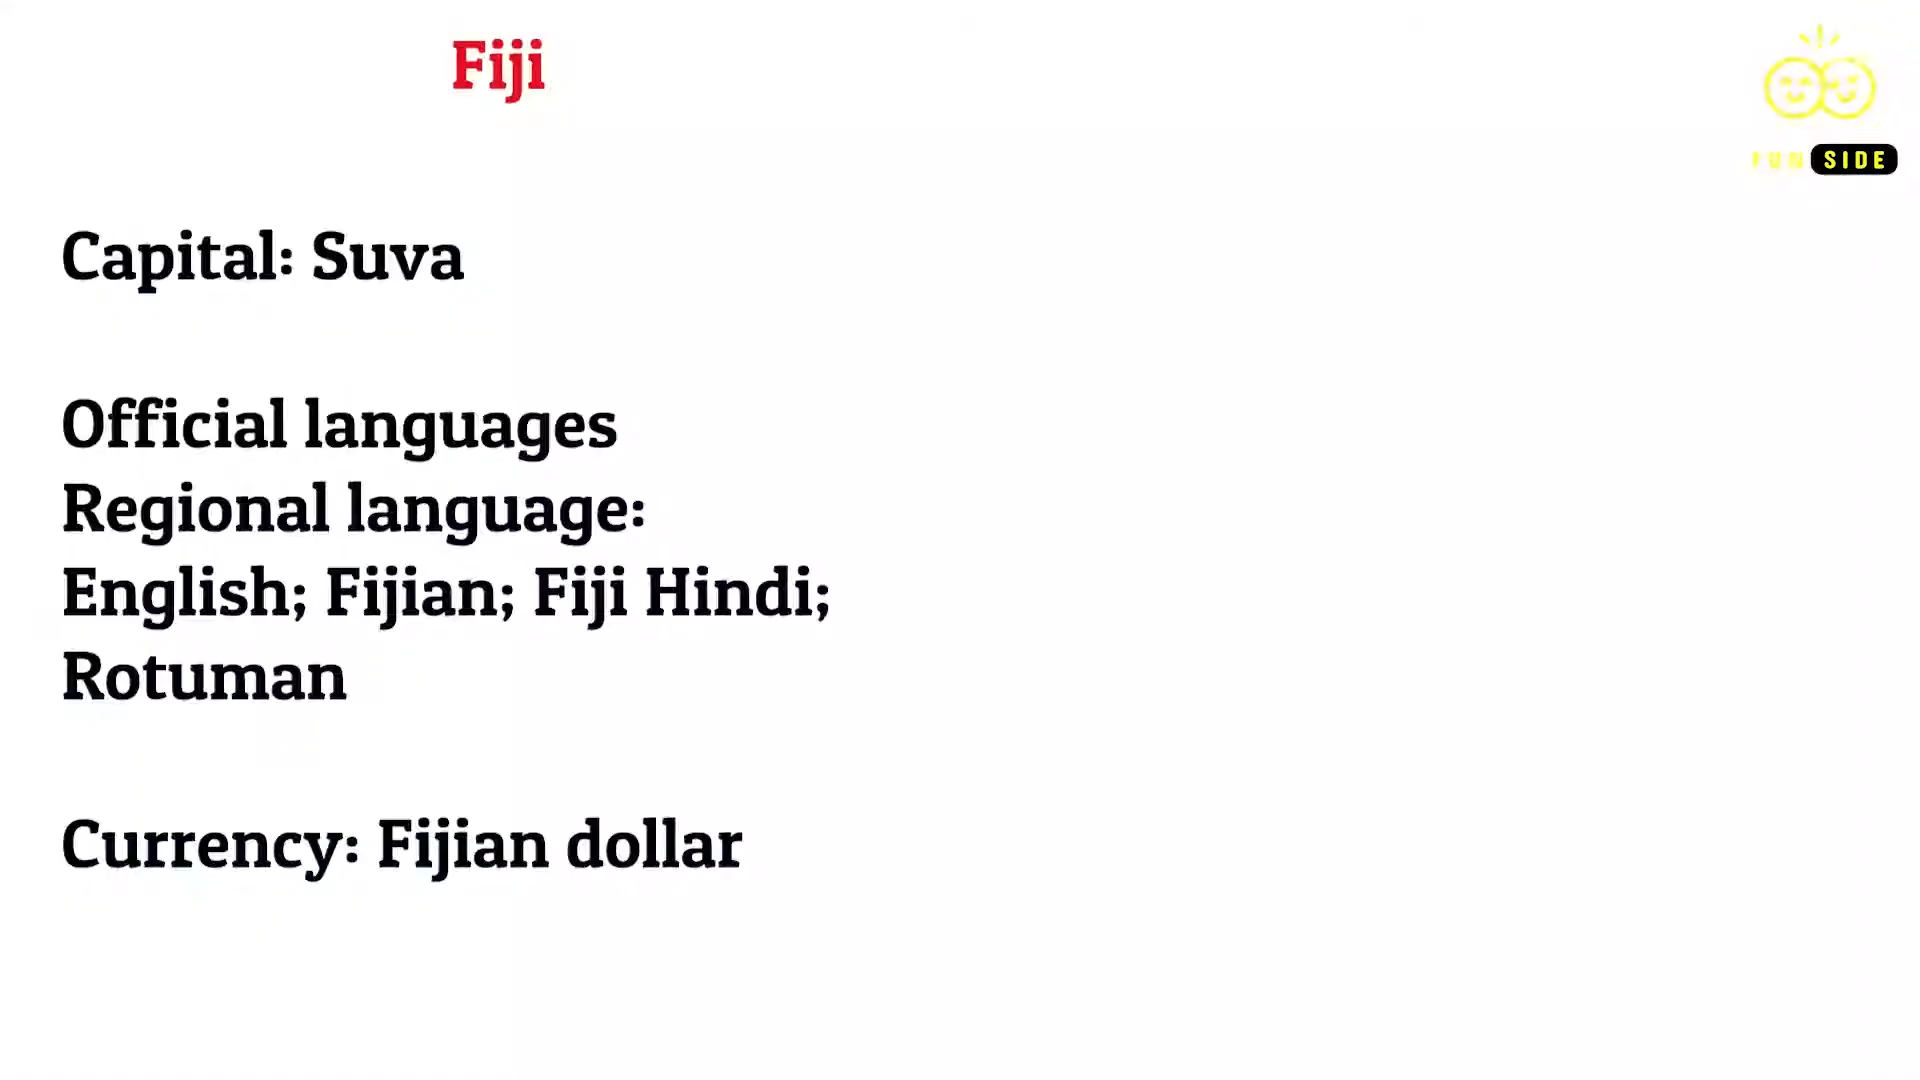 Fiji
FUN SIDE
Capital: Suva
Official languages
Regional language:
English; Fijian; Fiji Hindi;
Rotuman
Currency: Fijian dollar